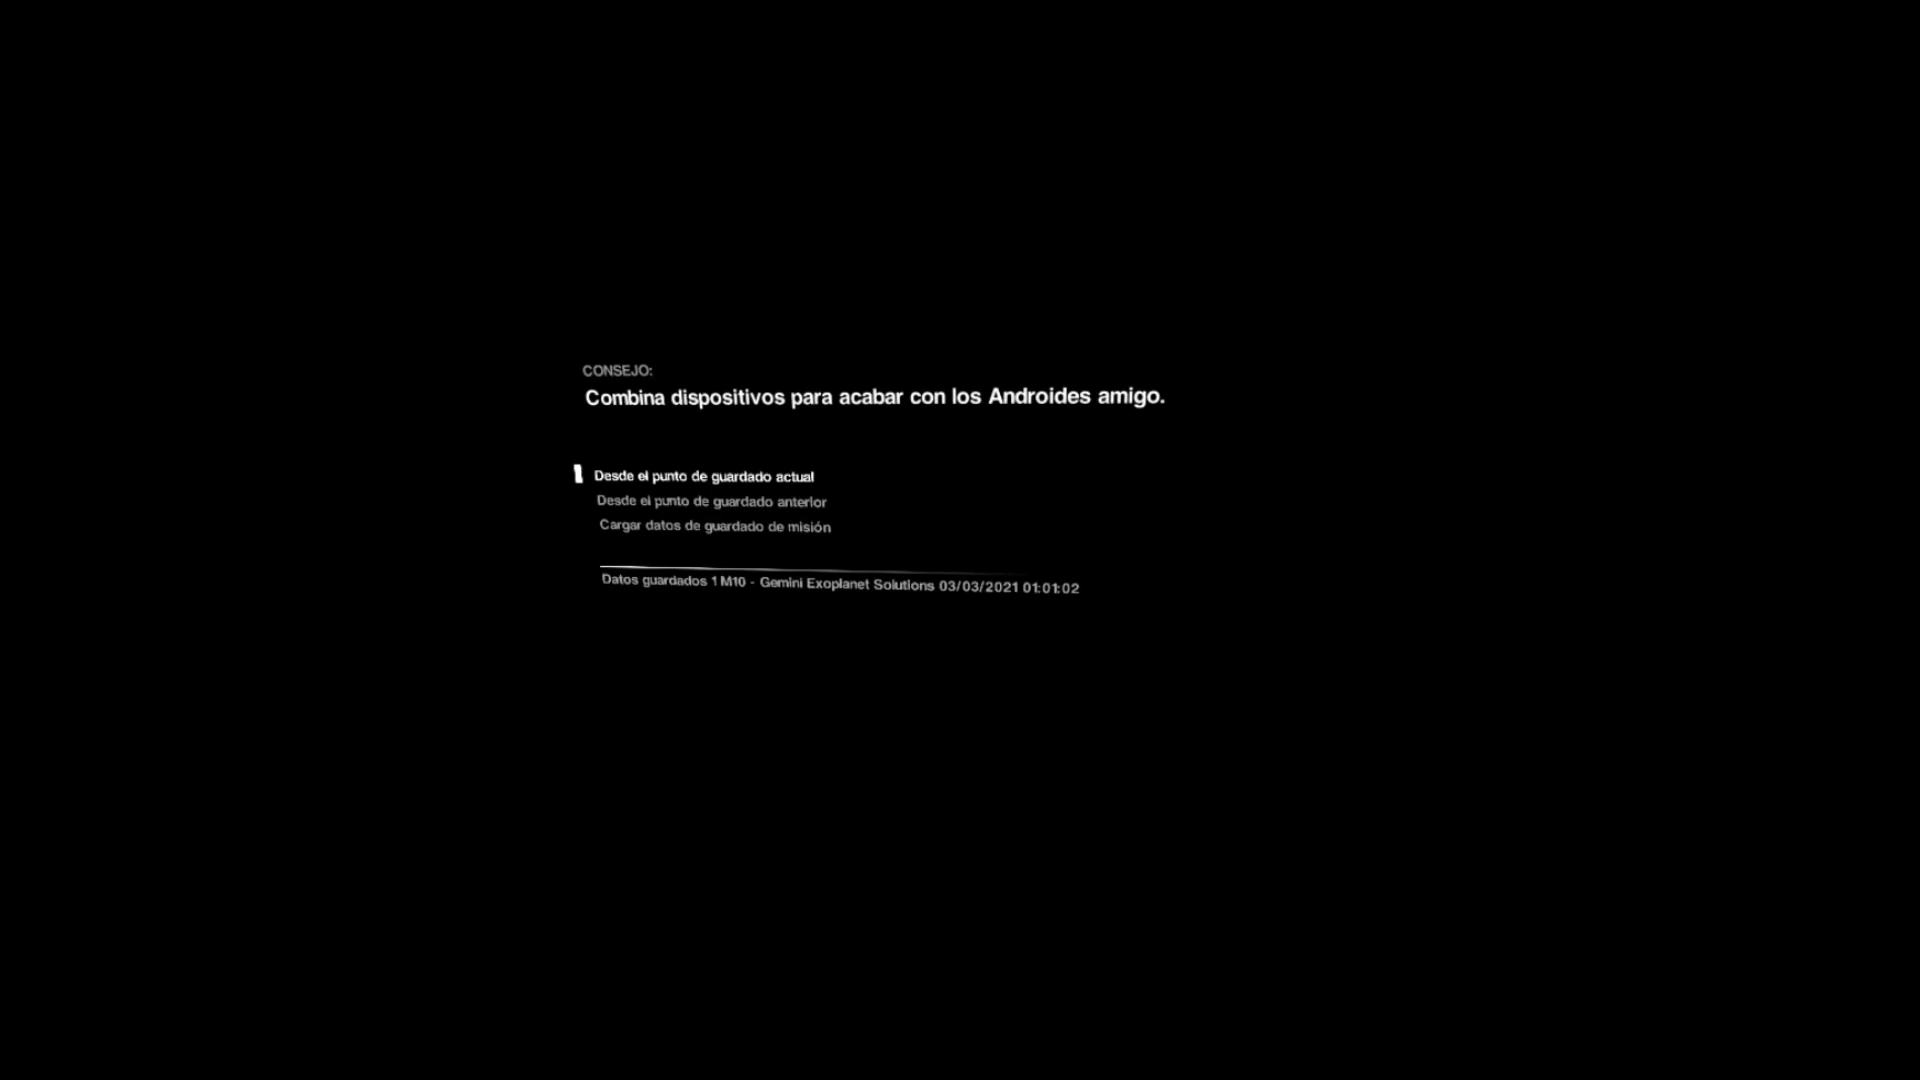 CONSEJO:
Combina dispositivos para acabar con los Androides amigo.
Desde el punto de guardado actual
Desde el punto de guardado anterior
Cargar datos de guardado de misión
Datos guardados 1 M10 - Gemini Exoplanet Solutions 03/03/2021 01:01:02